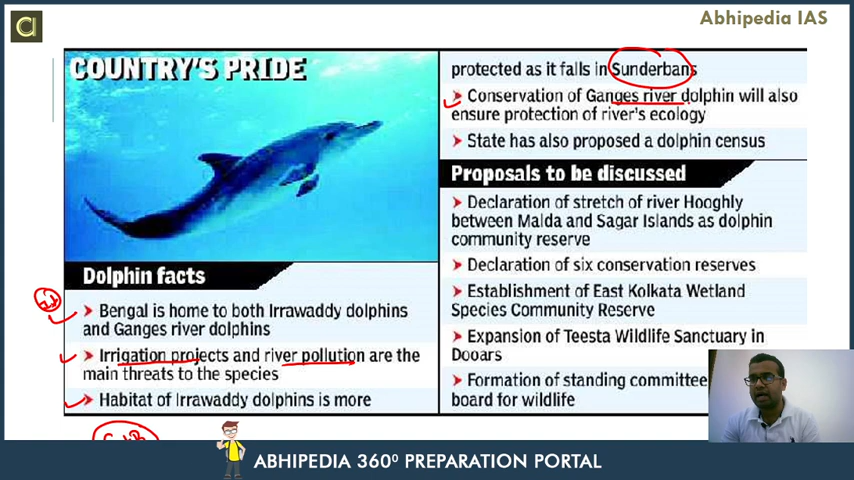 Abhipedia IAS
COUNTRY'S PRIDE
Dolphin facts
➤ Bengal is home to both Irrawaddy dolphins
and Ganges river dolphins
➤ Irrigation projects and river pollution are the
main threats to the species
➤ Habitat of Irrawaddy dolphins is more
protected as it falls in Sunderbans
➤ Conservation of Ganges river dolphin will also
ensure protection of river's ecology
➤ State has also proposed a dolphin census
Proposals to be discussed
➤ Declaration of stretch of river Hooghly
between Malda and Sagar Islands as dolphin
community reserve
➤ Declaration of six conservation reserves
➤ Establishment of East Kolkata Wetland
Species Community Reserve
➤ Expansion of Teesta Wildlife Sanctuary in
Dooars
➤ Formation of standing committee
board for wildlife
ABHIPEDIA 360° PREPARATION PORTAL